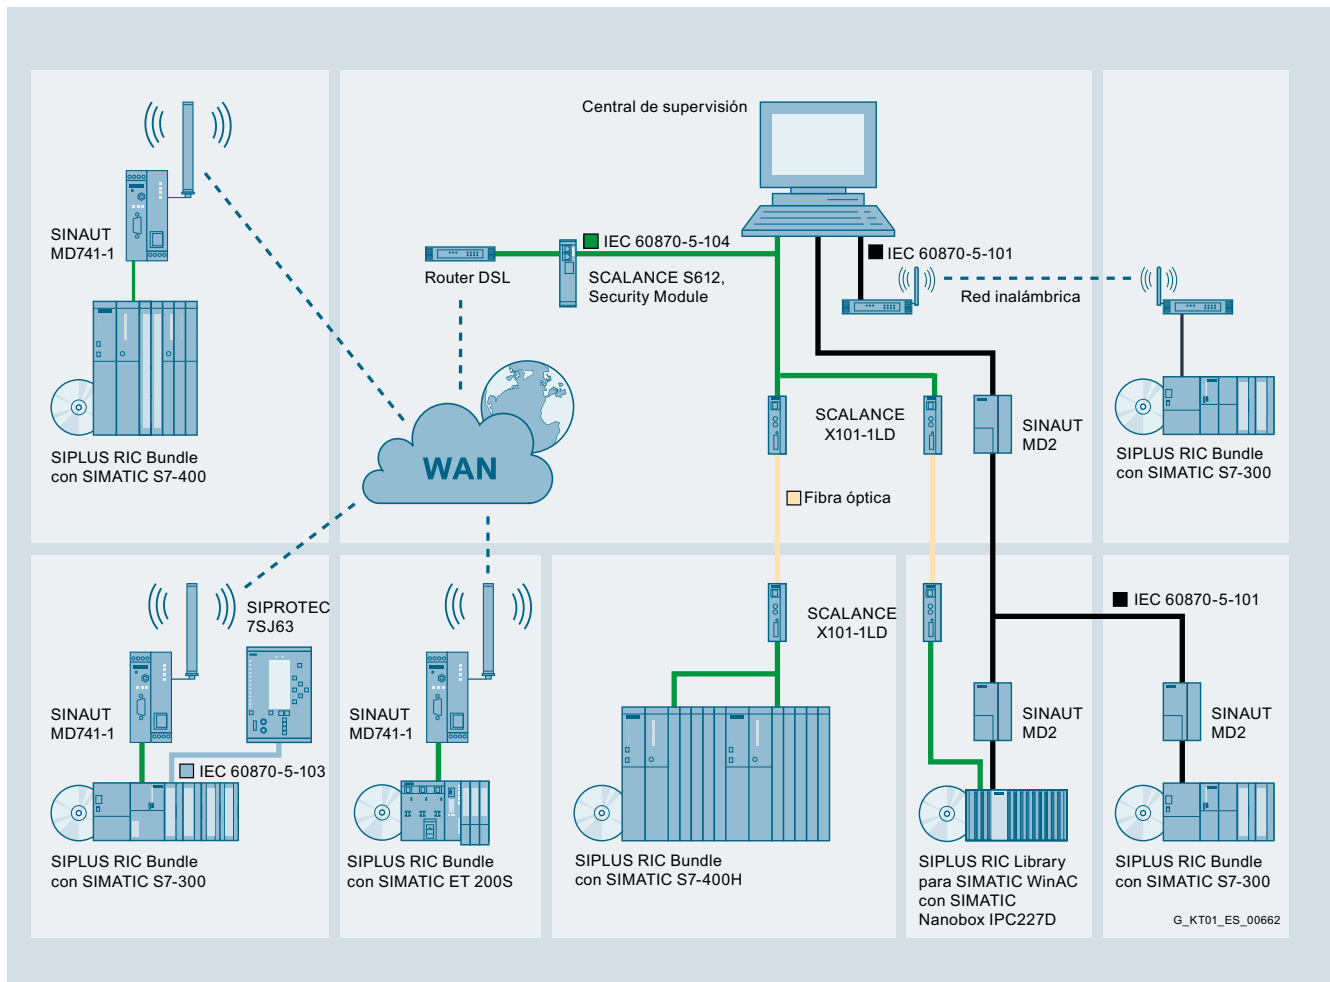 Central de supervisión
SINAUT
MD741-1
IEC 60870-5-104
IEC 60870-5-101
Router DSL
SCALANCE S612,
Security Module
Red inalámbrica
SCALANCE
X101-1LD
SINAUT
MD2
SIPLUS RIC Bundle
con SIMATIC S7-400
WAN
SIPLUS RIC Bundle
con SIMATIC S7-300
Fibra óptica
SIPROTEC
7SJ63
SCALANCE
X101-1LD
IEC 60870-5-101
SINAUT
MD741-1
SINAUT
MD741-1
SINAUT
MD2
SINAUT
MD2
IEC 60870-5-103
SIPLUS RIC Bundle
con SIMATIC S7-300
SIPLUS RIC Bundle
con SIMATIC ET 200S
SIPLUS RIC Bundle
con SIMATIC S7-400H
SIPLUS RIC Library
para SIMATIC WinAC
con SIMATIC
Nanobox IPC227D
SIPLUS RIC Bundle
con SIMATIC S7-300
G_KT01_ES_00662